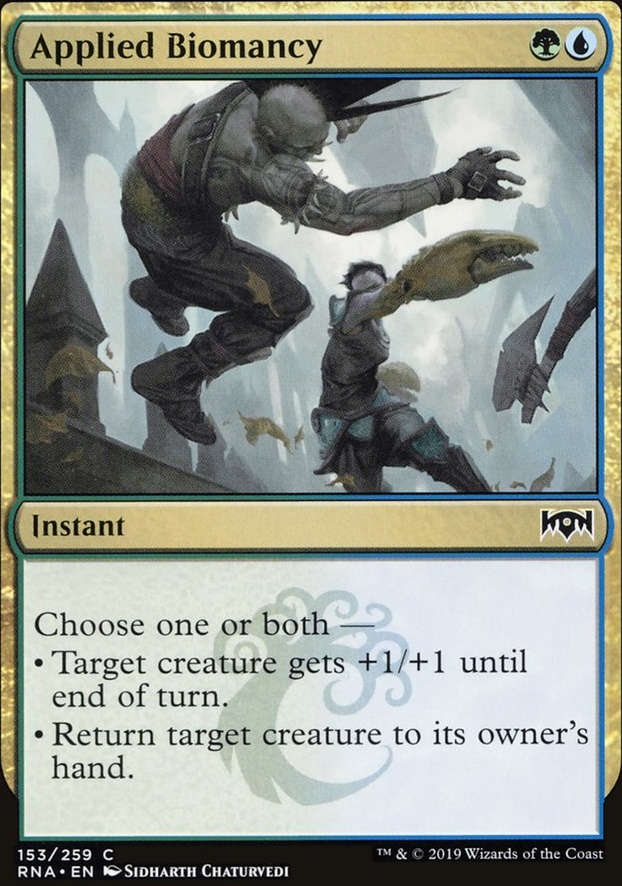 Applied Biomancy
Instant
Choose one or both —
• Target creature gets +1/+1 until
end of turn.
• Return target creature to its owner's
hand.
153/259 C
RNA • EN Sidharth Chaturvedi
™ & © 2019 Wizards of the Coast